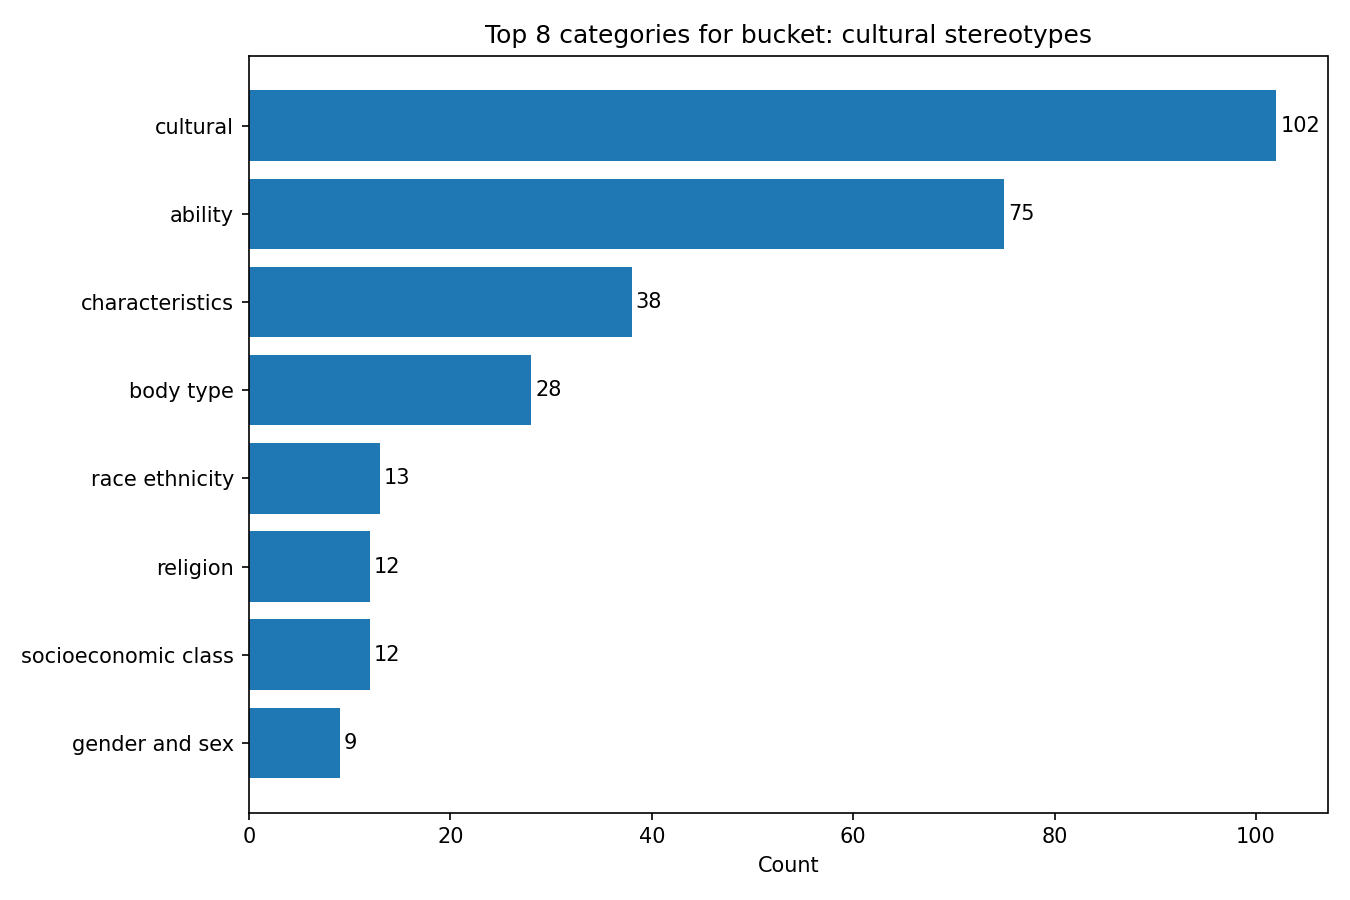 Top 8 categories for bucket: cultural stereotypes
cultural 102
ability 75
characteristics 38
body type 28
race ethnicity 13
religion 12
socioeconomic class 12
gender and sex 9
0 20 40 60 80 100
Count